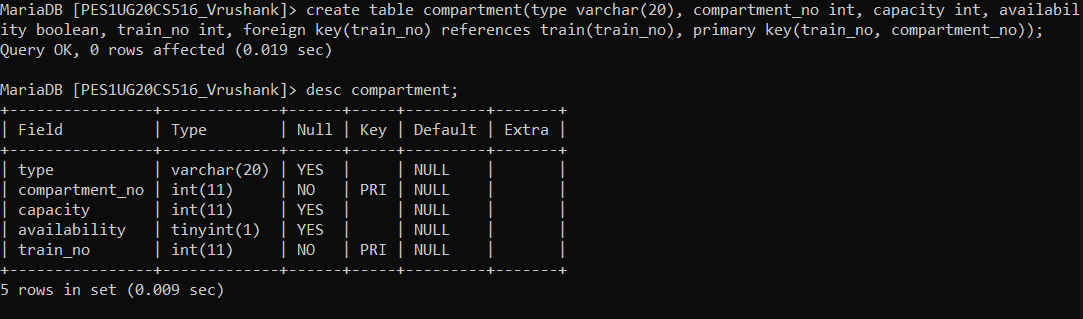 MariaDB [PES1UG20CS516_Vrushank]> create table compartment(type varchar(20), compartment_no int, capacity int, availabil
ity boolean, train_no int, foreign key(train_no) references train(train_no), primary key(train_no, compartment_no));
Query OK, 0 rows affected (0.019 sec)

MariaDB [PES1UG20CS516_Vrushank]> desc compartment;
+----------------+-------------+------+-----+---------+-------+
| Field          | Type        | Null | Key | Default | Extra |
+----------------+-------------+------+-----+---------+-------+
| type           | varchar(20) | YES  |     | NULL    |       |
| compartment_no | int(11)     | NO   | PRI | NULL    |       |
| capacity       | int(11)     | YES  |     | NULL    |       |
| availability   | tinyint(1)  | YES  |     | NULL    |       |
| train_no       | int(11)     | NO   | PRI | NULL    |       |
+----------------+-------------+------+-----+---------+-------+
5 rows in set (0.009 sec)